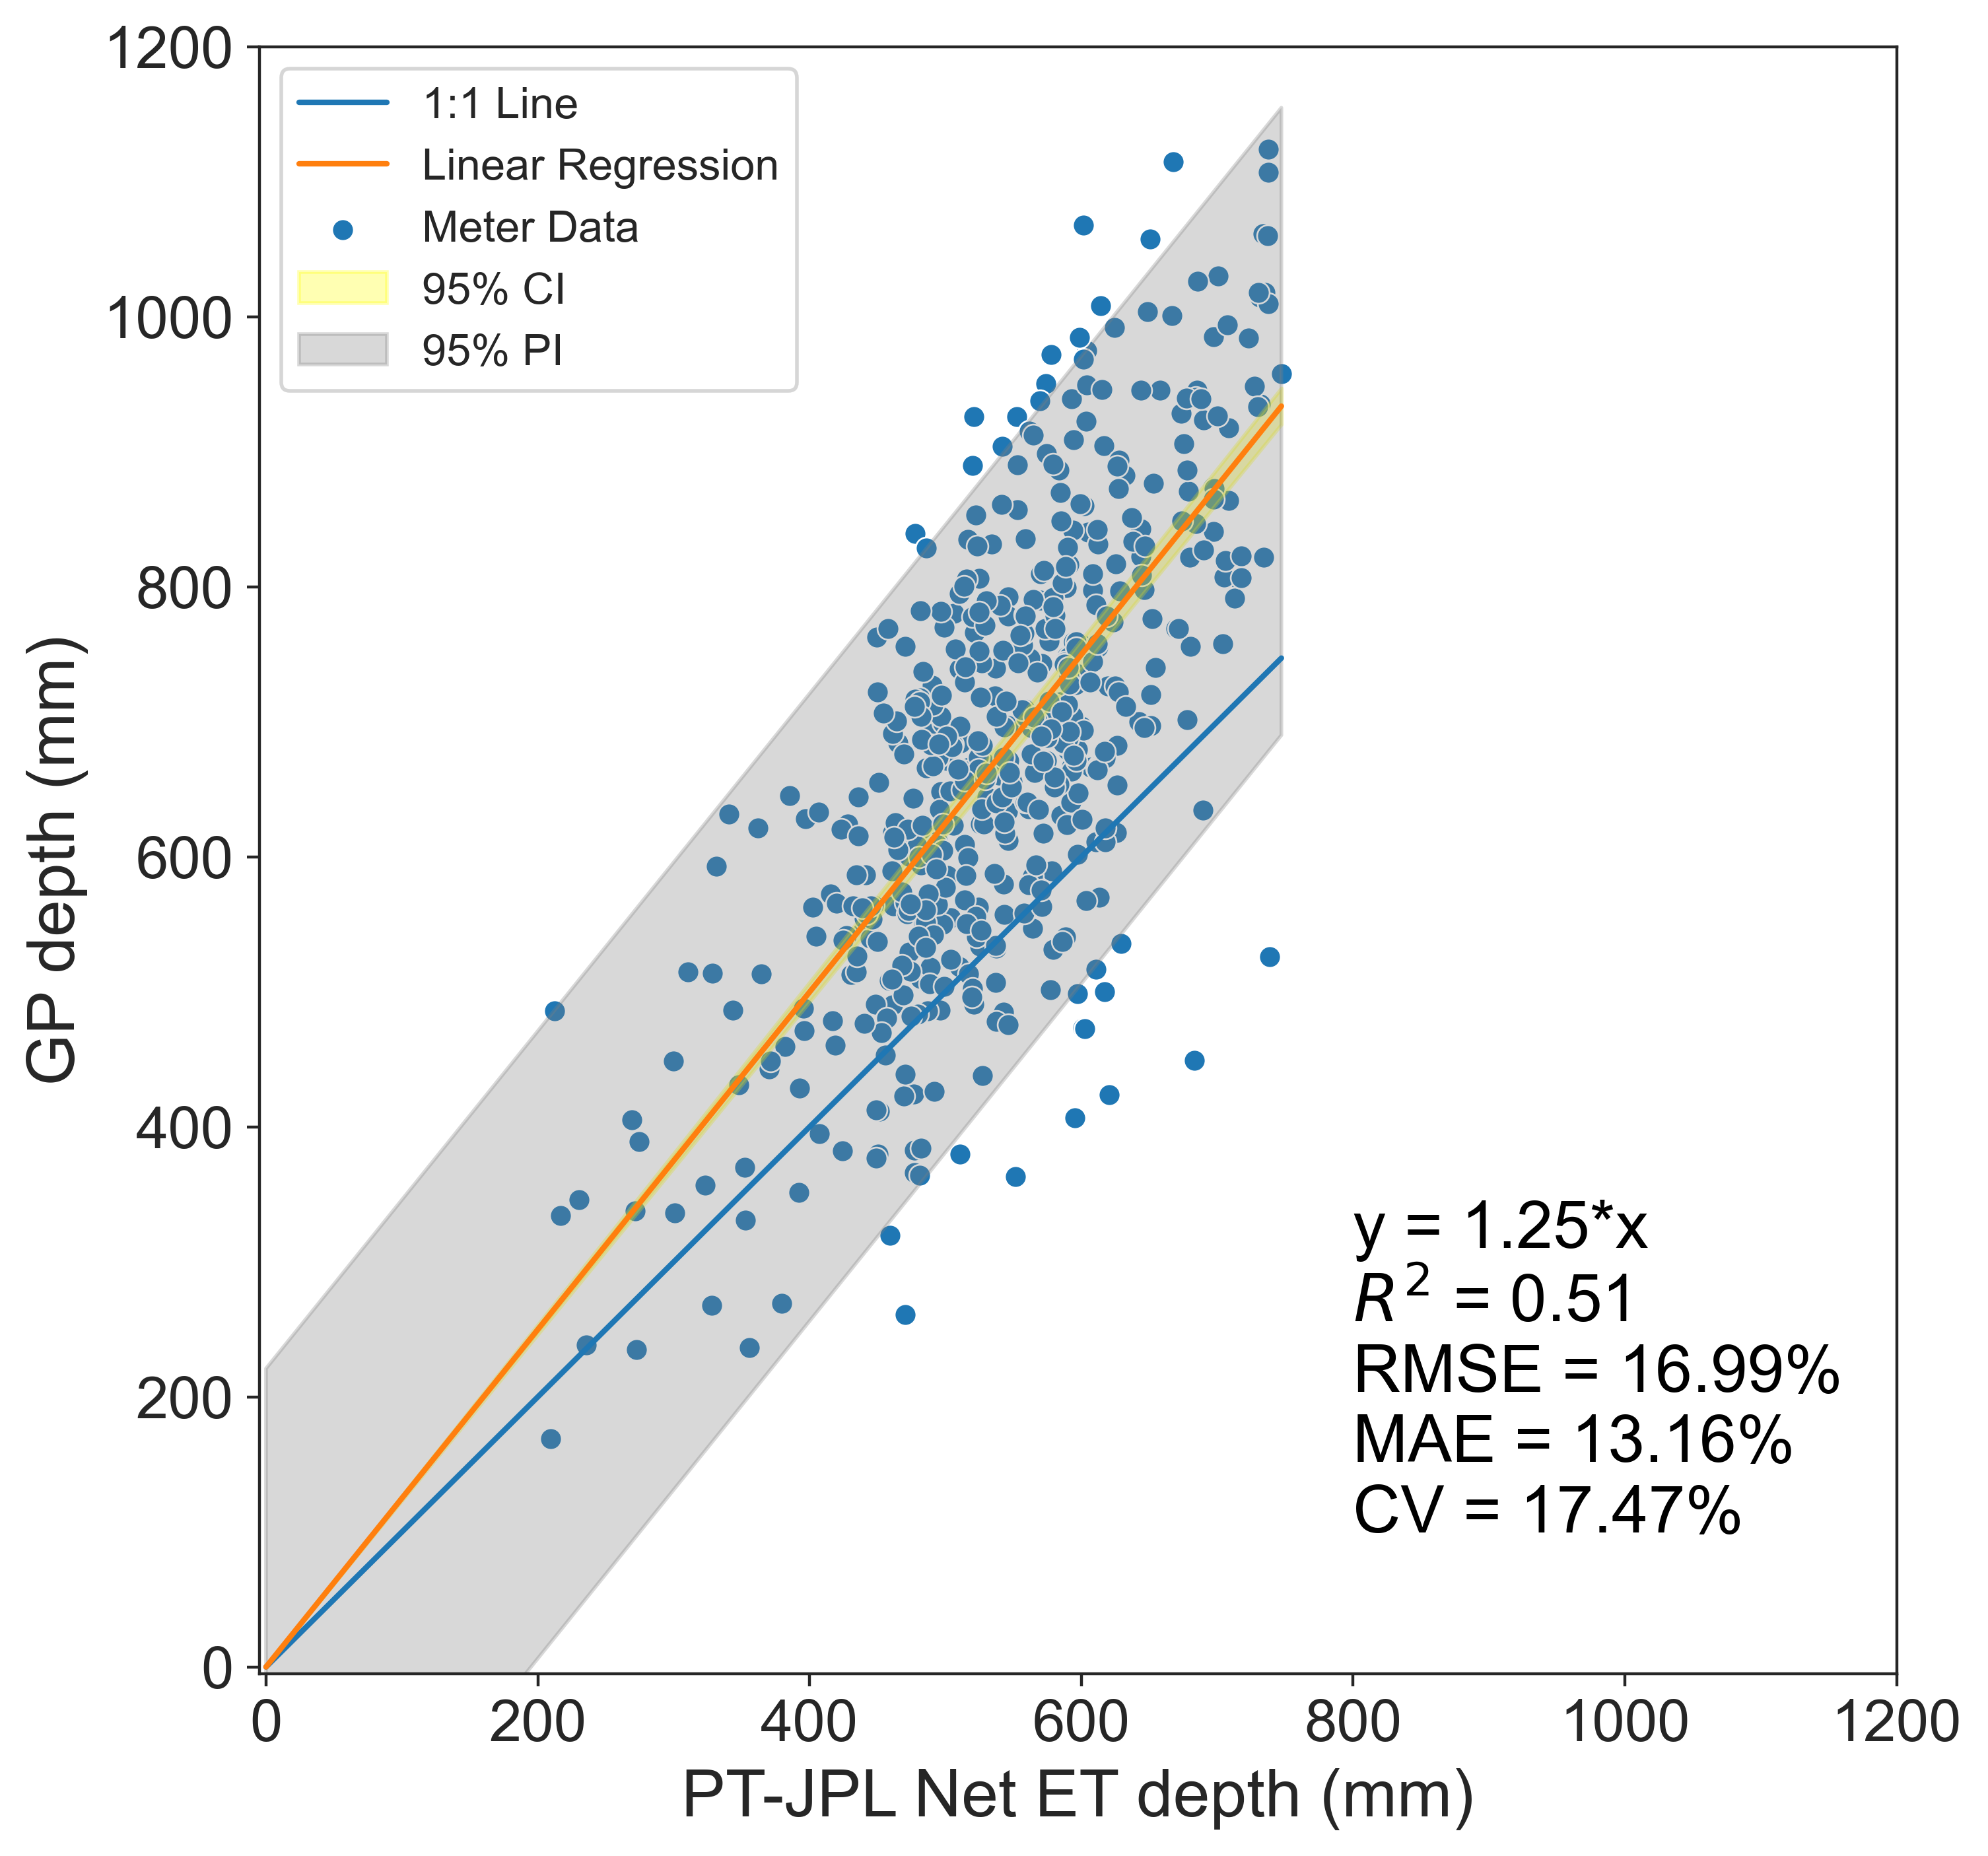 1200
1000
800
600
400
200
0
GP depth (mm)
1:1 Line
Linear Regression
Meter Data
95% CI
95% PI
y = 1.25*x
R² = 0.51
RMSE = 16.99%
MAE = 13.16%
CV = 17.47%
0 200 400 600 800 1000 1200
PT-JPL Net ET depth (mm)